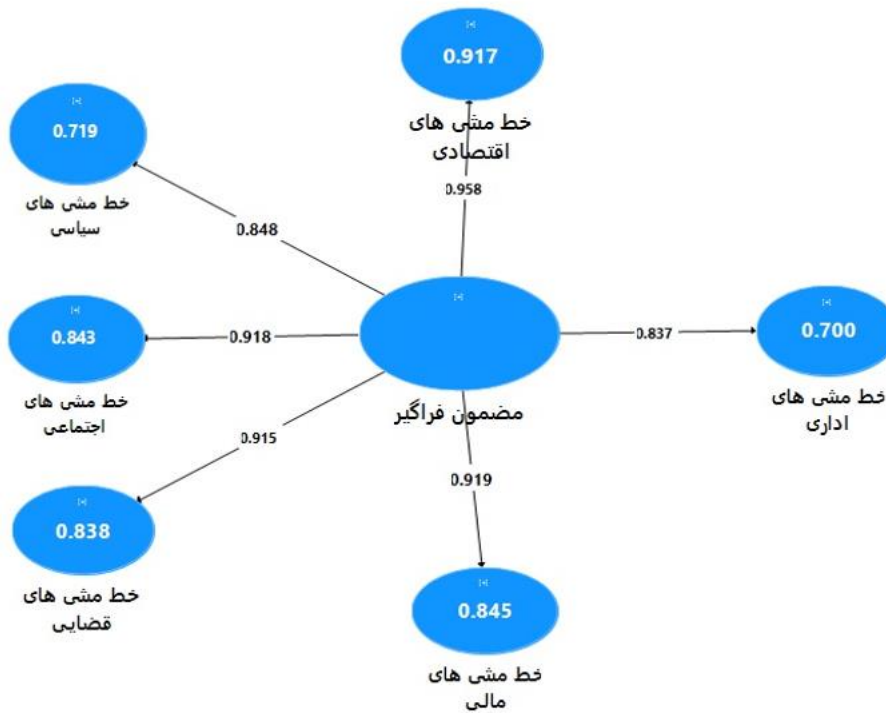 [+]
0.917
خط مشی های
اقتصادی
0.958
[+]
0.719
خط مشی های
سیاسی
0.848
[+]
0.843
خط مشی های
اجتماعی
0.918
[+]
مضمون فراگیر
0.837
[+]
0.700
خط مشی های
اداری
0.915
[+]
0.838
خط مشی های
قضایی
0.919
[+]
0.845
خط مشی های
مالی